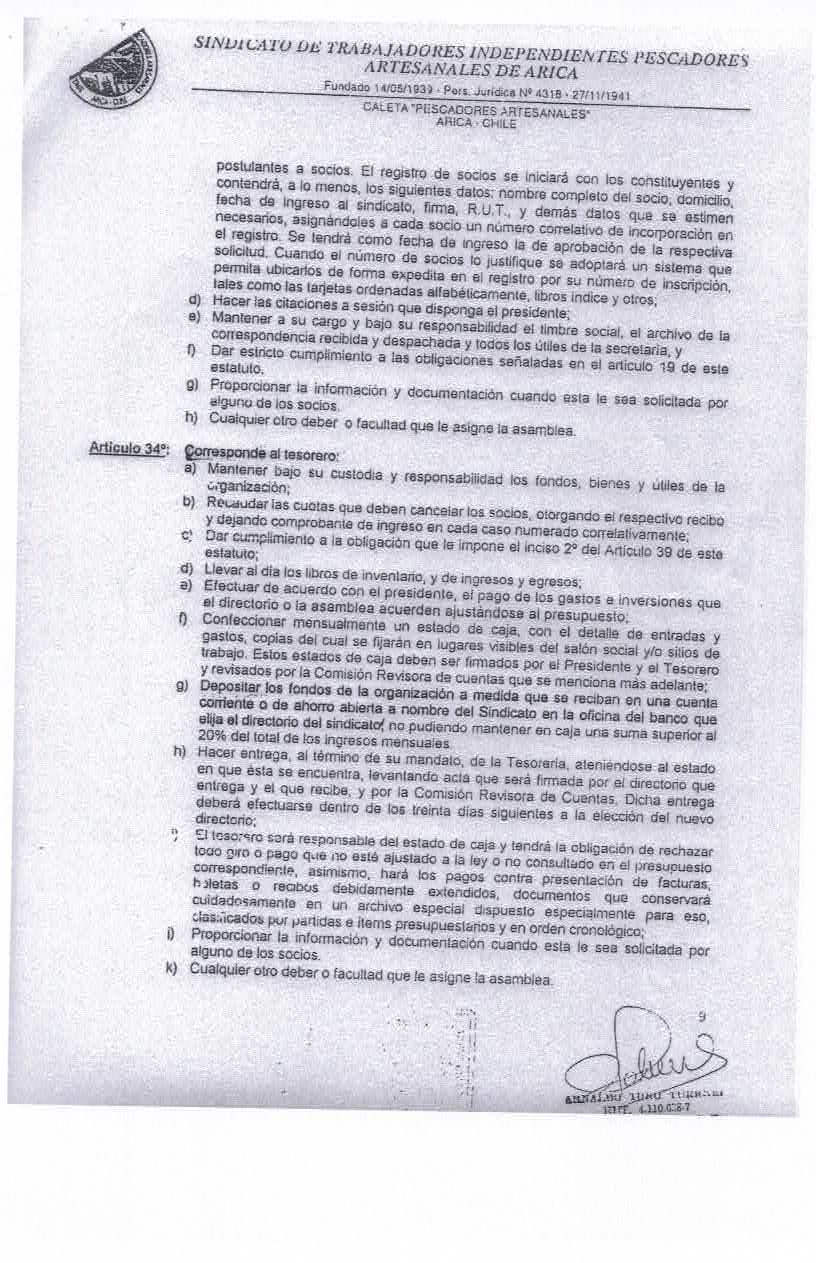 SINDICATO DE TRABAJADORES INDEPENDIENTES PESCADORES
ARTESANALES DE ARICA
Fundado 14/05/1939 - Pers. Jurídica Nº 4318 - 27/11/1941
CALETA "PESCADORES ARTESANALES"
ARICA - CHILE
postulantes a socios. El registro de socios se iniciará con los constituyentes y
contendrá, a lo menos, los siguientes datos: nombre completo del socio, domicilio,
fecha de ingreso al sindicato, firma, R.U.T., y demás datos que se estimen
necesarios, asignándoles a cada socio un número correlativo de incorporación en
el registro. Se tendrá como fecha de ingreso la de aprobación de la respectiva
solicitud. Cuando el número de socios lo justifique se adoptará un sistema que
permita ubicarlos de forma expedita en el registro por su número de inscripción,
tales como las tarjetas ordenadas alfabéticamente, libros índice y otros;
d) Hacer las citaciones a sesión que disponga el presidente;
e) Mantener a su cargo y bajo su responsabilidad el timbre social, el archivo de la
correspondencia recibida y despachada y todos los útiles de la secretaría, y
f) Dar estricto cumplimiento a las obligaciones señaladas en el artículo 19 de este
estatuto.
g) Proporcionar la información y documentación cuando esta le sea solicitada por
alguno de los socios.
h) Cualquier otro deber o facultad que le asigne la asamblea.
Artículo 34º: Corresponde al tesorero:
a) Mantener bajo su custodia y responsabilidad los fondos, bienes y útiles de la
organización;
b) Recaudar las cuotas que deben cancelar los socios, otorgando el respectivo recibo
y dejando comprobante de ingreso en cada caso numerado correlativamente;
c) Dar cumplimiento a la obligación que le impone el inciso 2º del Artículo 39 de este
estatuto;
d) Llevar al día los libros de inventario, y de ingresos y egresos;
e) Efectuar de acuerdo con el presidente, el pago de los gastos e inversiones que
el directorio o la asamblea acuerden ajustándose al presupuesto;
f) Confeccionar mensualmente un estado de caja, con el detalle de entradas y
gastos, copias del cual se fijarán en lugares visibles del salón social y/o sitios de
trabajo. Estos estados de caja deben ser firmados por el Presidente y el Tesorero
y revisados por la Comisión Revisora de cuentas que se menciona más adelante;
g) Depositar los fondos de la organización a medida que se reciban en una cuenta
corriente o de ahorro abierta a nombre del Sindicato en la oficina del banco que
elija el directorio del sindicato, no pudiendo mantener en caja una suma superior al
20% del total de los ingresos mensuales.
h) Hacer entrega, al término de su mandato, de la Tesorería, ateniéndose al estado
en que ésta se encuentra, levantando acta que será firmada por el directorio que
entrega y el que recibe, y por la Comisión Revisora de Cuentas. Dicha entrega
deberá efectuarse dentro de los treinta días siguientes a la elección del nuevo
directorio;
i) El tesorero será responsable del estado de caja y tendrá la obligación de rechazar
todo giro o pago que no esté ajustado a la ley o no consultado en el presupuesto
correspondiente, asimismo, hará los pagos contra presentación de facturas,
boletas o recibos debidamente extendidos, documentos que conservará
cuidadosamente en un archivo especial dispuesto especialmente para eso,
clasificados por partidas e ítems presupuestarios y en orden cronológico;
j) Proporcionar la información y documentación cuando esta le sea solicitada por
alguno de los socios.
k) Cualquier otro deber o facultad que le asigne la asamblea.
9